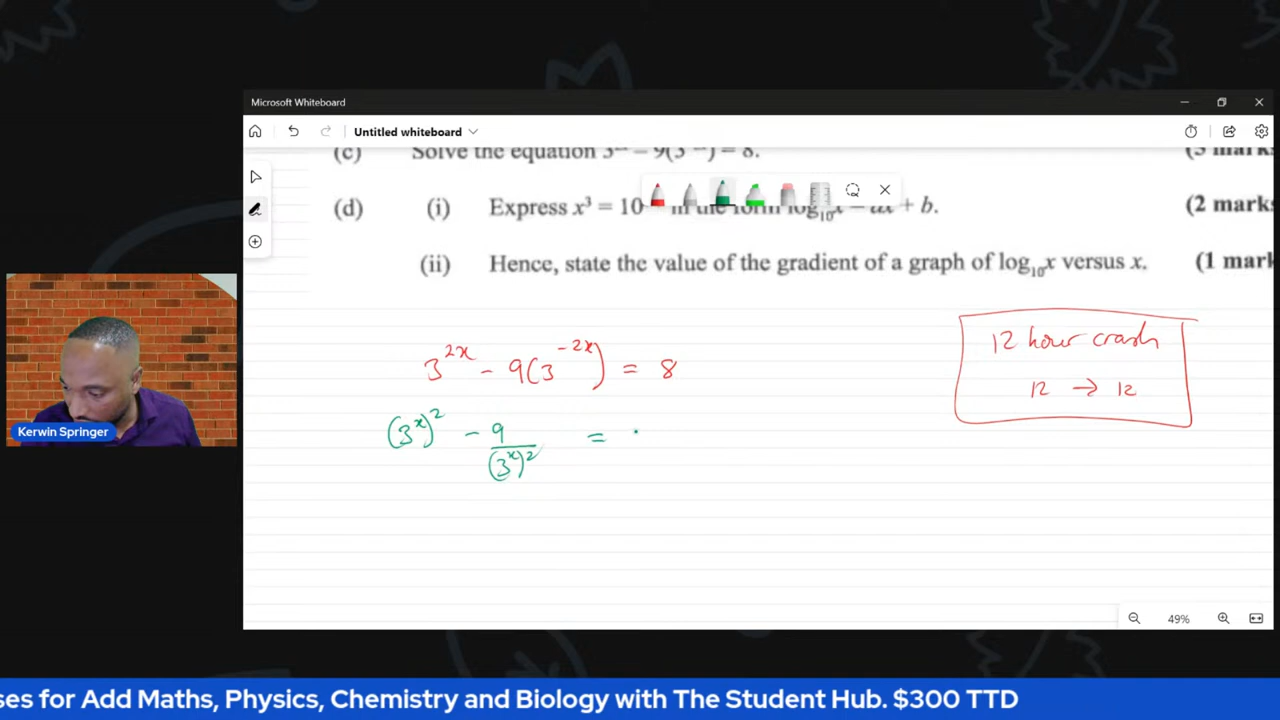 Microsoft Whiteboard
Untitled whiteboard
(c) Solve the equation 3 – 9(3 ) = 8.
(d) (i) Express x³ = 10 in the form log₁₀x = ax + b. (2 marks
(ii) Hence, state the value of the gradient of a graph of log₁₀x versus x. (1 mark
12 hour crash
12 → 12
3^{2x} - 9(3^{-2x}) = 8
(3^x)^2 - 9/(3^x)^2 =
Kerwin Springer
49%
ses for Add Maths, Physics, Chemistry and Biology with The Student Hub. $300 TTD